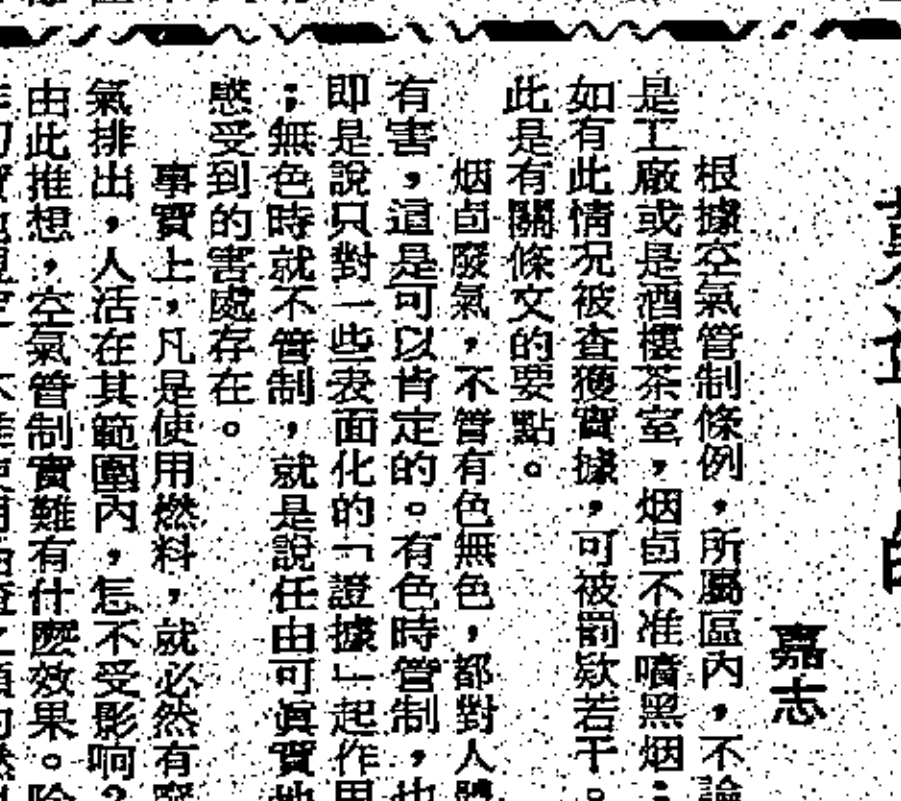 嘉志
根據空氣管制條例，所屬區內，不論
是工廠或是酒樓茶室，烟囱不准噴黑烟；
如有此情况被查獲實據，可被罰欵若干。
此是有關條文的要點。
烟囱廢氣，不管有色無色，都對人體
有害，這是可以肯定的。有色時管制，也
即是說只對一些表面化的「證據」起作用
；無色時就不管制，就是說任由可眞實地
感受到的害處存在。
事實上，凡是使用燃料，就必然有廢
氣排出，人活在其範圍內，怎不受影响？
由此推想，空氣管制實難有什麽效果。除